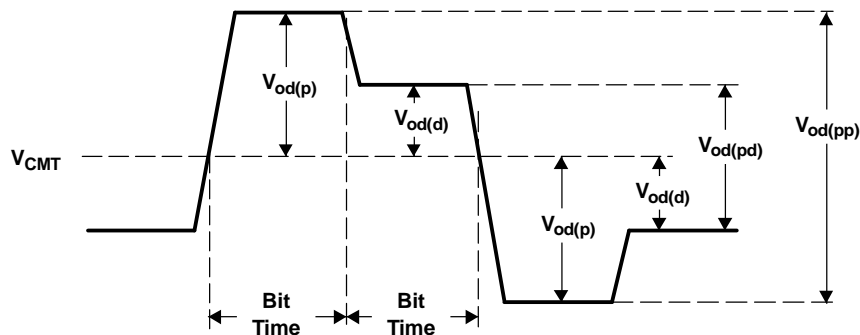 V_od(p)
V_od(d)
V_od(pp)
V_od(pd)
V_CMT
V_od(d)
V_od(p)
Bit
Time
Bit
Time